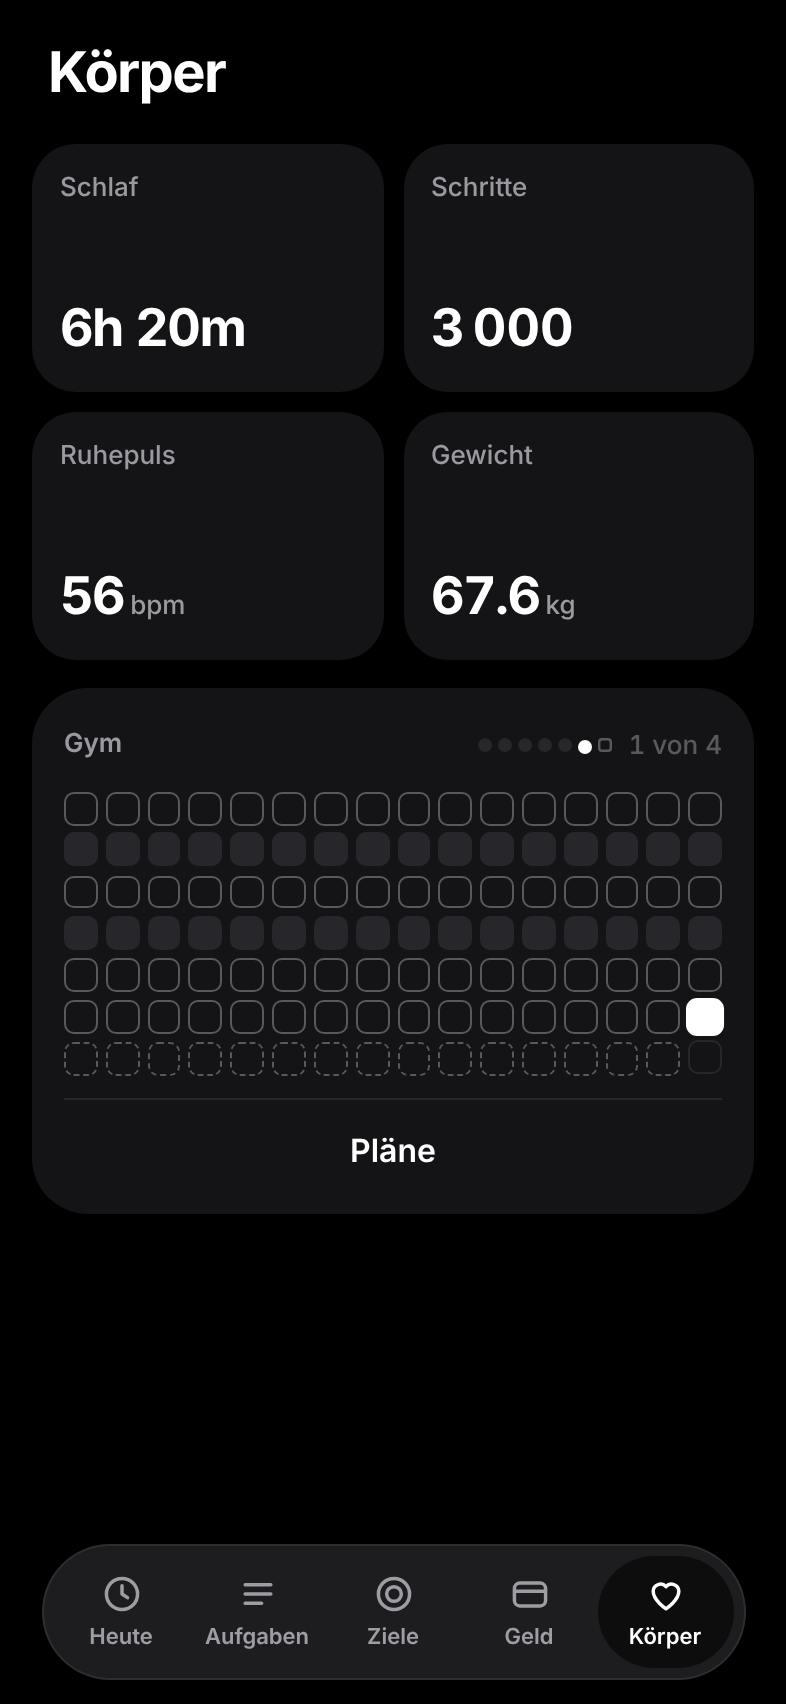 Körper
Schlaf
Schritte
6h 20m
3 000
Ruhepuls
Gewicht
56 bpm
67.6 kg
Gym
1 von 4
Pläne
Heute
Aufgaben
Ziele
Geld
Körper